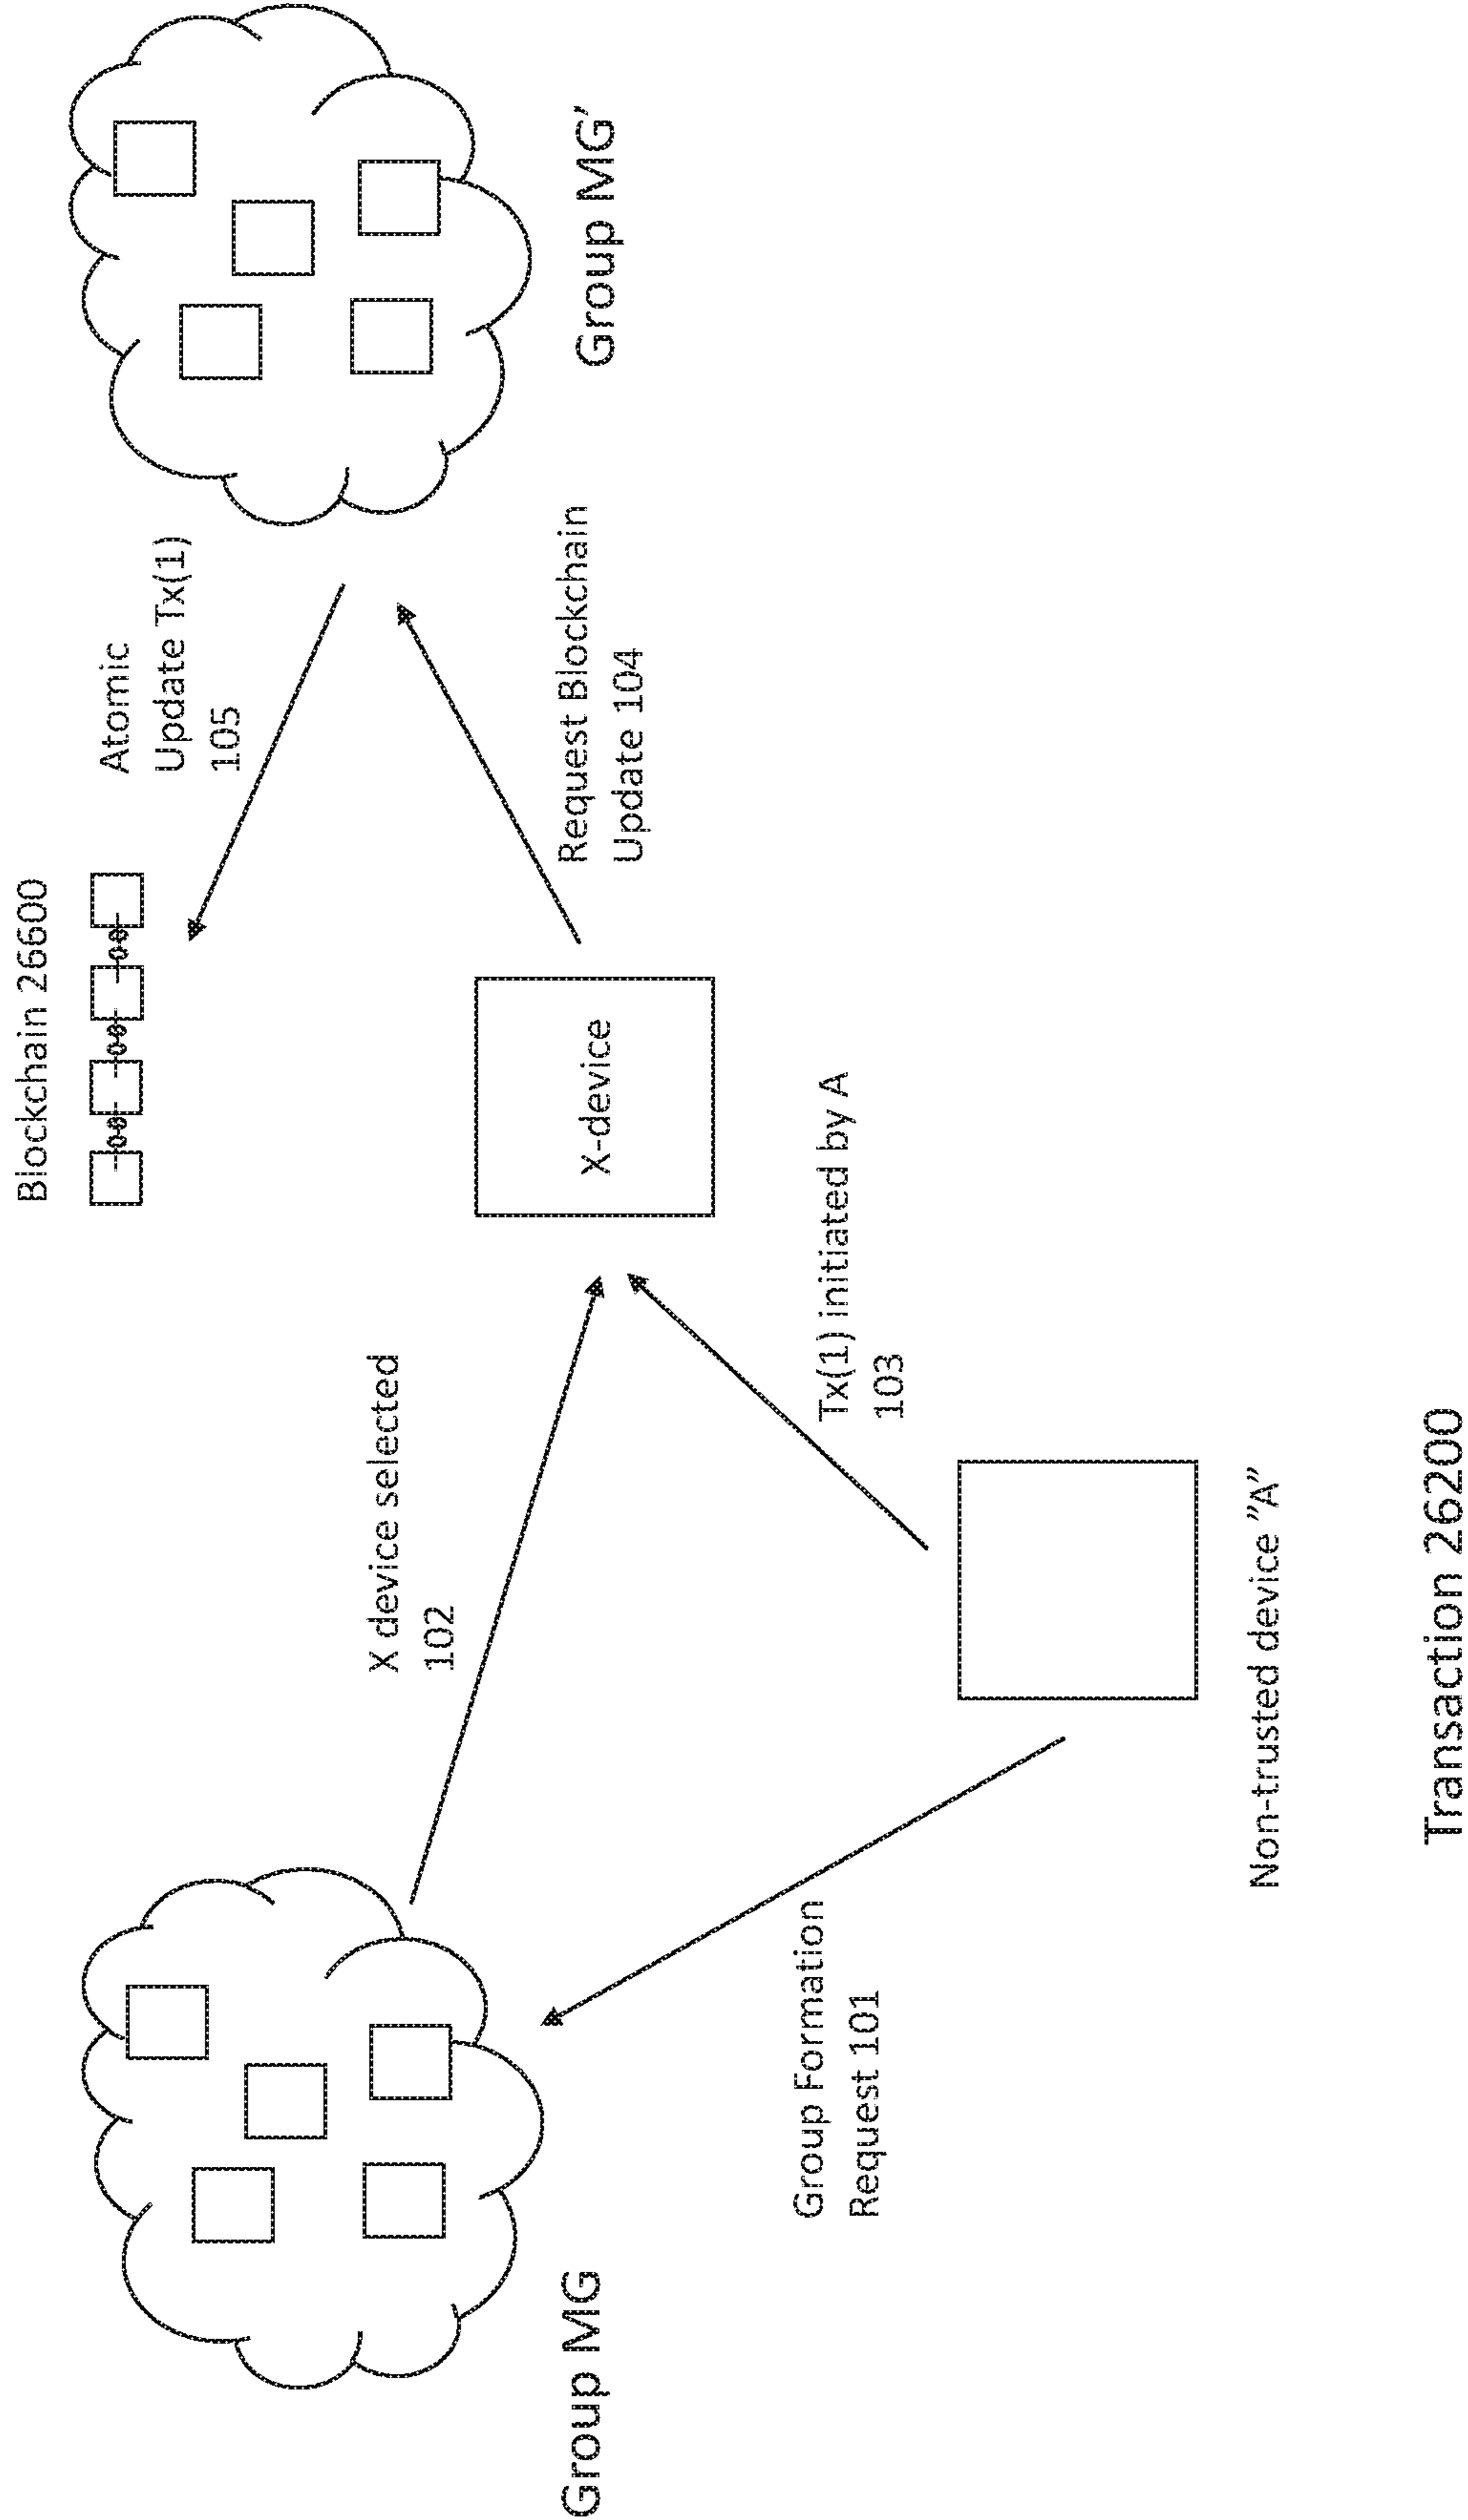 Blockchain 26600
Atomic
Update Tx(1)
105
X device selected
102
Group MG
Group MG’
X-device
Request Blockchain
Update 104
Group Formation
Request 101
Tx(1) initiated by A
103
Non-trusted device ”A”
Transaction 26200